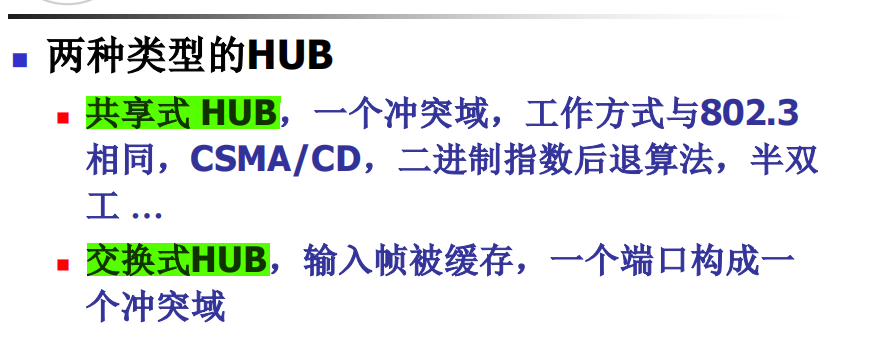 两种类型的HUB
共享式 HUB，一个冲突域，工作方式与802.3
相同，CSMA/CD，二进制指数后退算法，半双
工 …
交换式HUB，输入帧被缓存，一个端口构成一
个冲突域